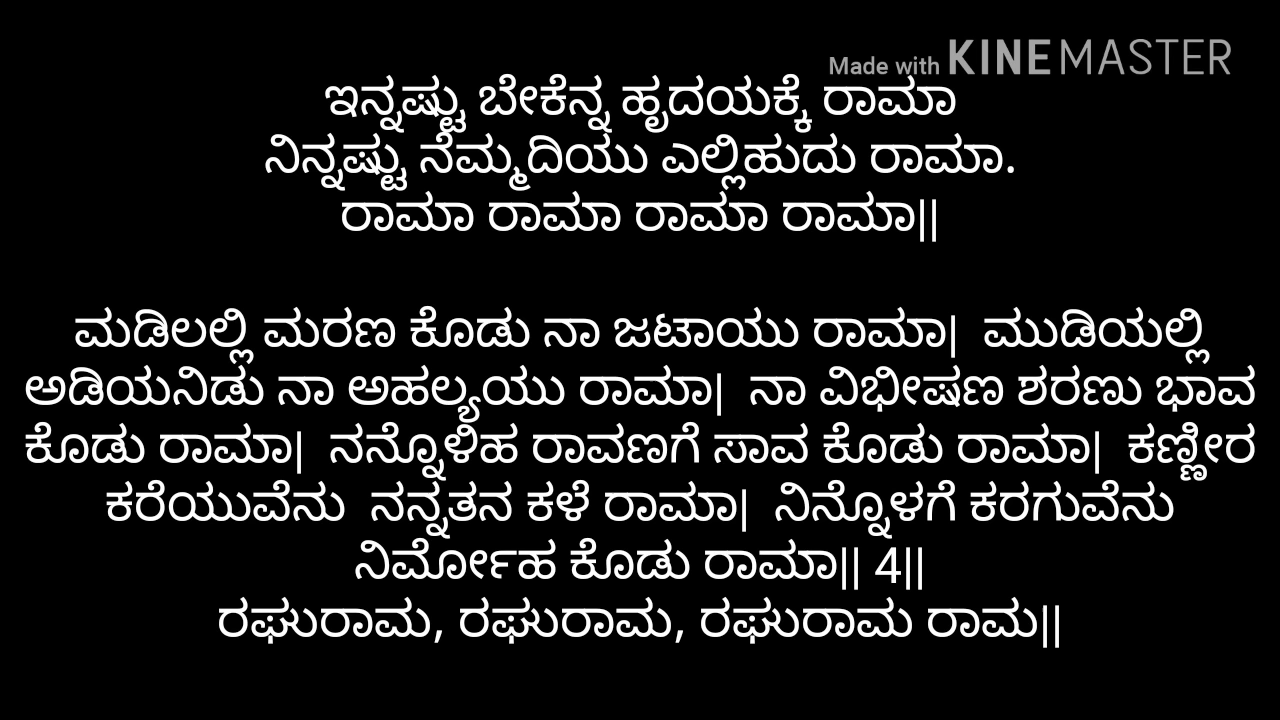 Made with KINEMASTER
ಇನ್ನಷ್ಟು ಬೇಕೆನ್ನ ಹೃದಯಕ್ಕೆ ರಾಮಾ
ನಿನ್ನಷ್ಟು ನೆಮ್ಮದಿಯು ಎಲ್ಲಿಹುದು ರಾಮಾ.
ರಾಮಾ ರಾಮಾ ರಾಮಾ ರಾಮಾ||
ಮಡಿಲಲ್ಲಿ ಮರಣ ಕೊಡು ನಾ ಜಟಾಯು ರಾಮಾ| ಮುಡಿಯಲ್ಲಿ
ಅಡಿಯನಿಡು ನಾ ಅಹಲ್ಯಯು ರಾಮಾ| ನಾ ವಿಭೀಷಣ ಶರಣು ಭಾವ
ಕೊಡು ರಾಮಾ| ನನ್ನೊಳಿಹ ರಾವಣಗೆ ಸಾವ ಕೊಡು ರಾಮಾ| ಕಣ್ಣೀರ
ಕರೆಯುವೆನು ನನ್ನತನ ಕಳೆ ರಾಮಾ| ನಿನ್ನೊಳಗೆ ಕರಗುವೆನು
ನಿರ್ಮೋಹ ಕೊಡು ರಾಮಾ|| 4||
ರಘುರಾಮ, ರಘುರಾಮ, ರಘುರಾಮ ರಾಮ||